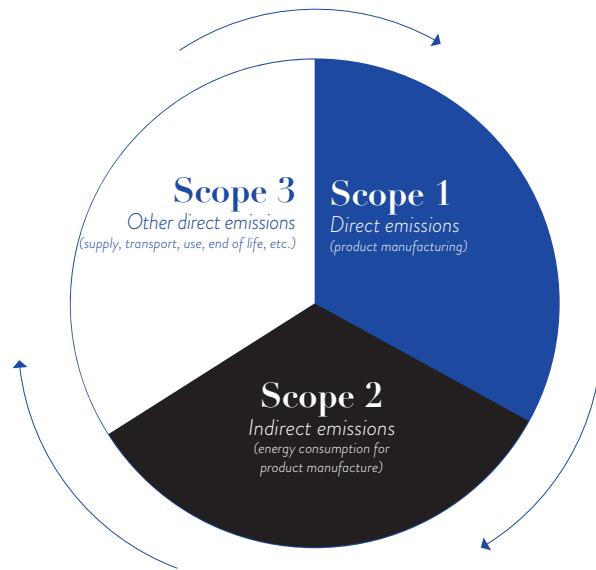 Scope 3
Other direct emissions
(supply, transport, use, end of life, etc.)
Scope 1
Direct emissions
(product manufacturing)
Scope 2
Indirect emissions
(energy consumption for
product manufacture)